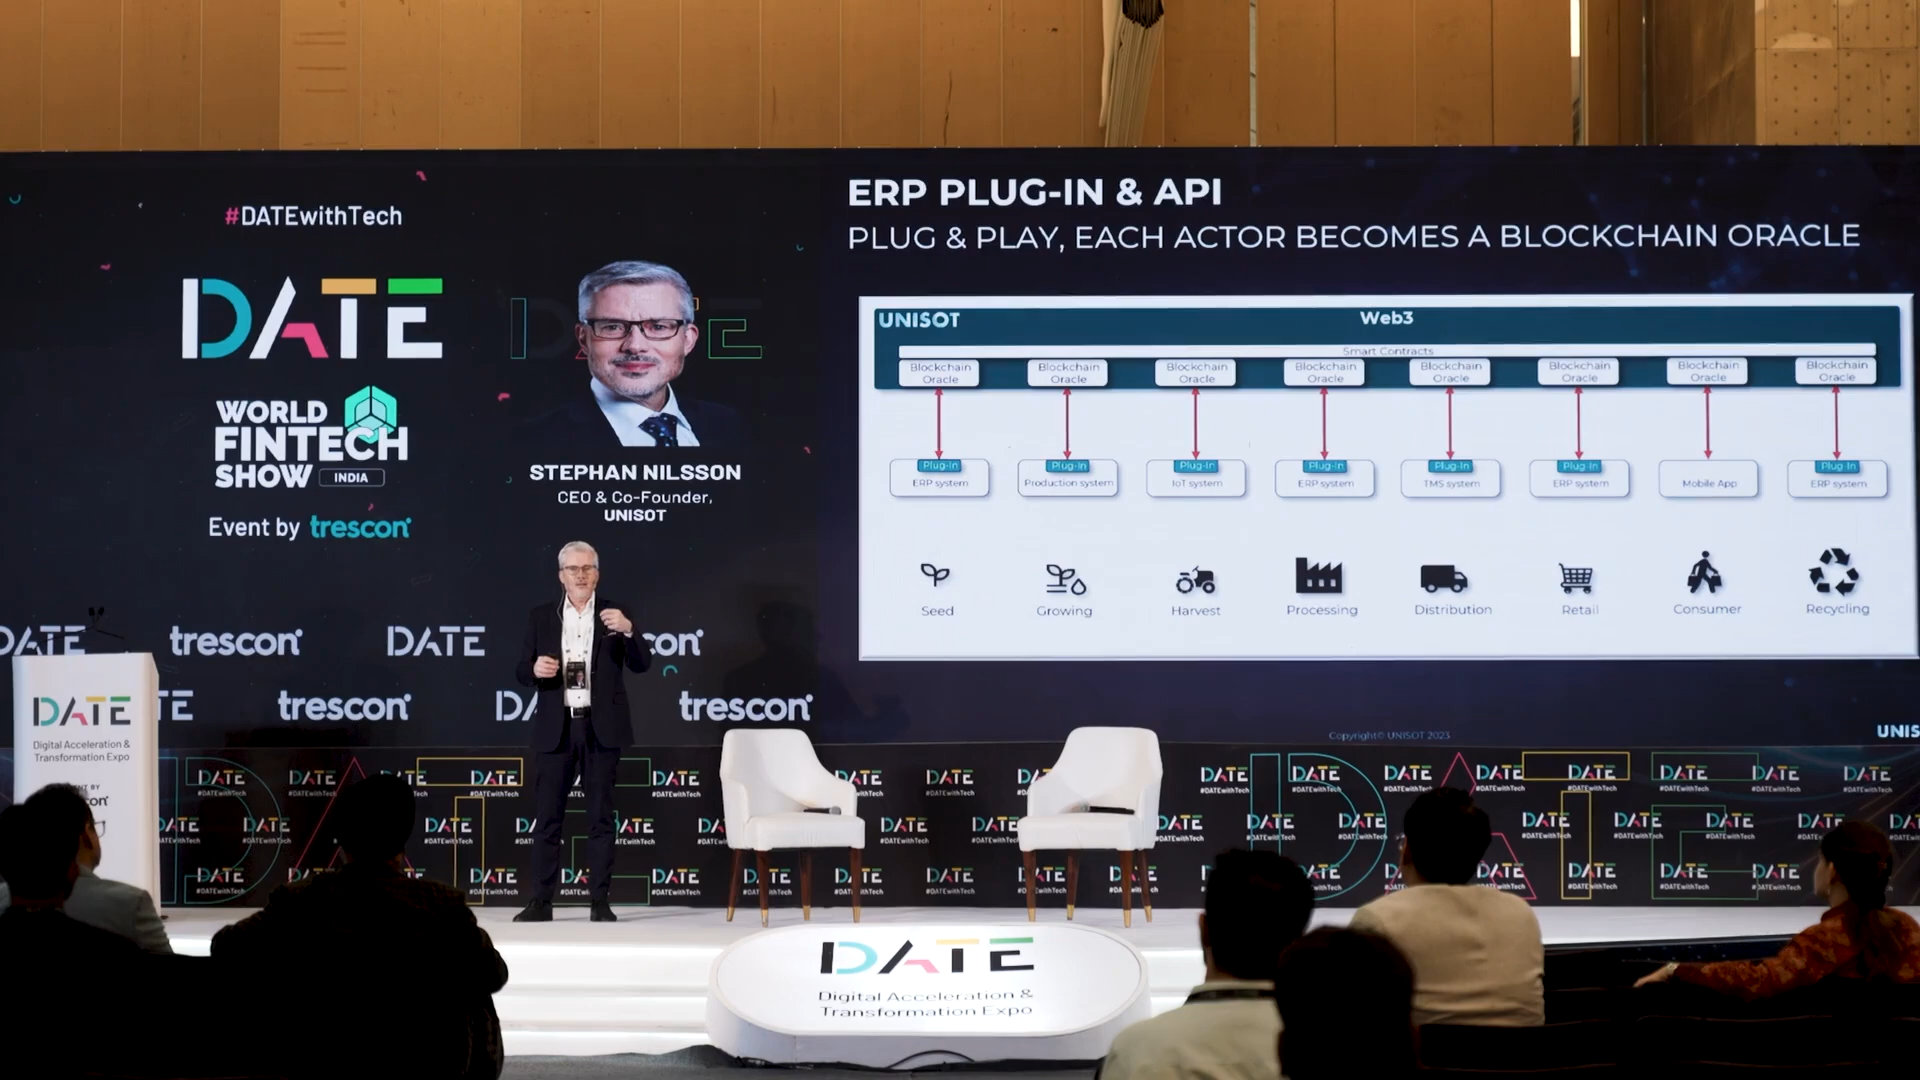 #DATEwithTech
DATE
WORLD
FINTECH
SHOW INDIA
Event by trescon
STEPHAN NILSSON
CEO & Co-Founder,
UNISOT
ERP PLUG-IN & API
PLUG & PLAY, EACH ACTOR BECOMES A BLOCKCHAIN ORACLE
UNISOT Web3
Smart Contracts
Blockchain Oracle
Blockchain Oracle
Blockchain Oracle
Blockchain Oracle
Blockchain Oracle
Blockchain Oracle
Blockchain Oracle
Blockchain Oracle
Plug-In
ERP system
Plug-In
Production system
Plug-In
IoT system
Plug-In
ERP system
Plug-In
TMS system
Plug-In
ERP system
Mobile App
Plug-In
ERP system
Seed
Growing
Harvest
Processing
Distribution
Retail
Consumer
Recycling
Copyright© UNISOT 2023
DATE trescon DATE
trescon trescon
DATE
Digital Acceleration &
Transformation Expo
DATE
Digital Acceleration &
Transformation Expo